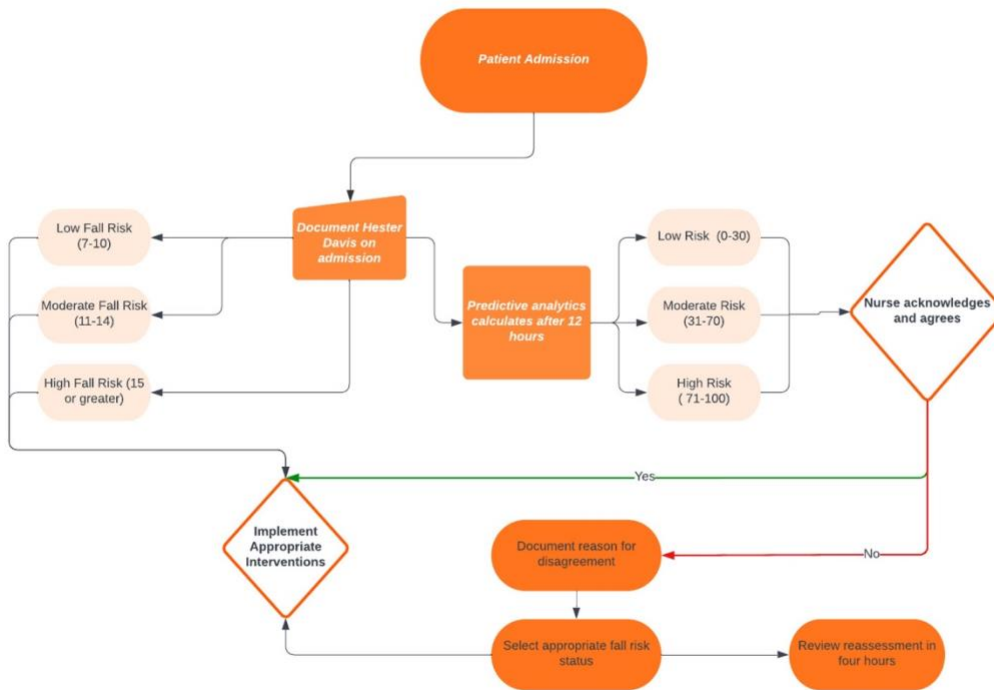 Patient Admission
Low Fall Risk
(7-10)
Document Hester
Davis on
admission
Low Risk (0-30)
Moderate Fall Risk
(11-14)
Predictive analytics
calculates after 12
hours
Moderate Risk
(31-70)
Nurse acknowledges
and agrees
High Fall Risk (15
or greater)
High Risk
( 71-100)
Yes
Implement
Appropriate
Interventions
Document reason for
disagreement
No
Select appropriate fall risk
status
Review reassessment in
four hours